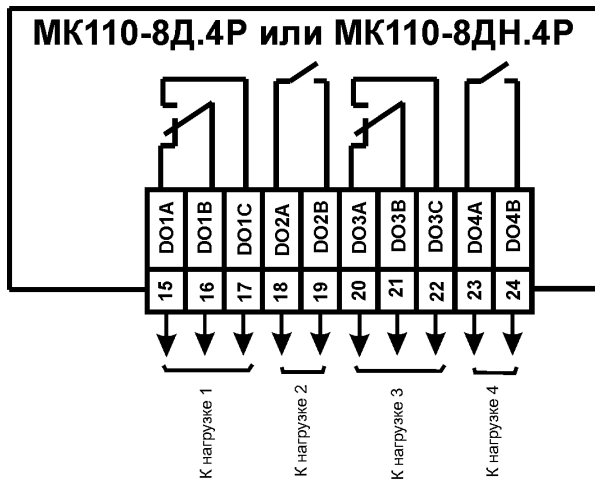 МК110-8Д.4Р или МК110-8ДН.4Р
DO1A DO1B DO1C DO2A DO2B DO3A DO3B DO3C DO4A DO4B
15 16 17 18 19 20 21 22 23 24
К нагрузке 1
К нагрузке 2
К нагрузке 3
К нагрузке 4